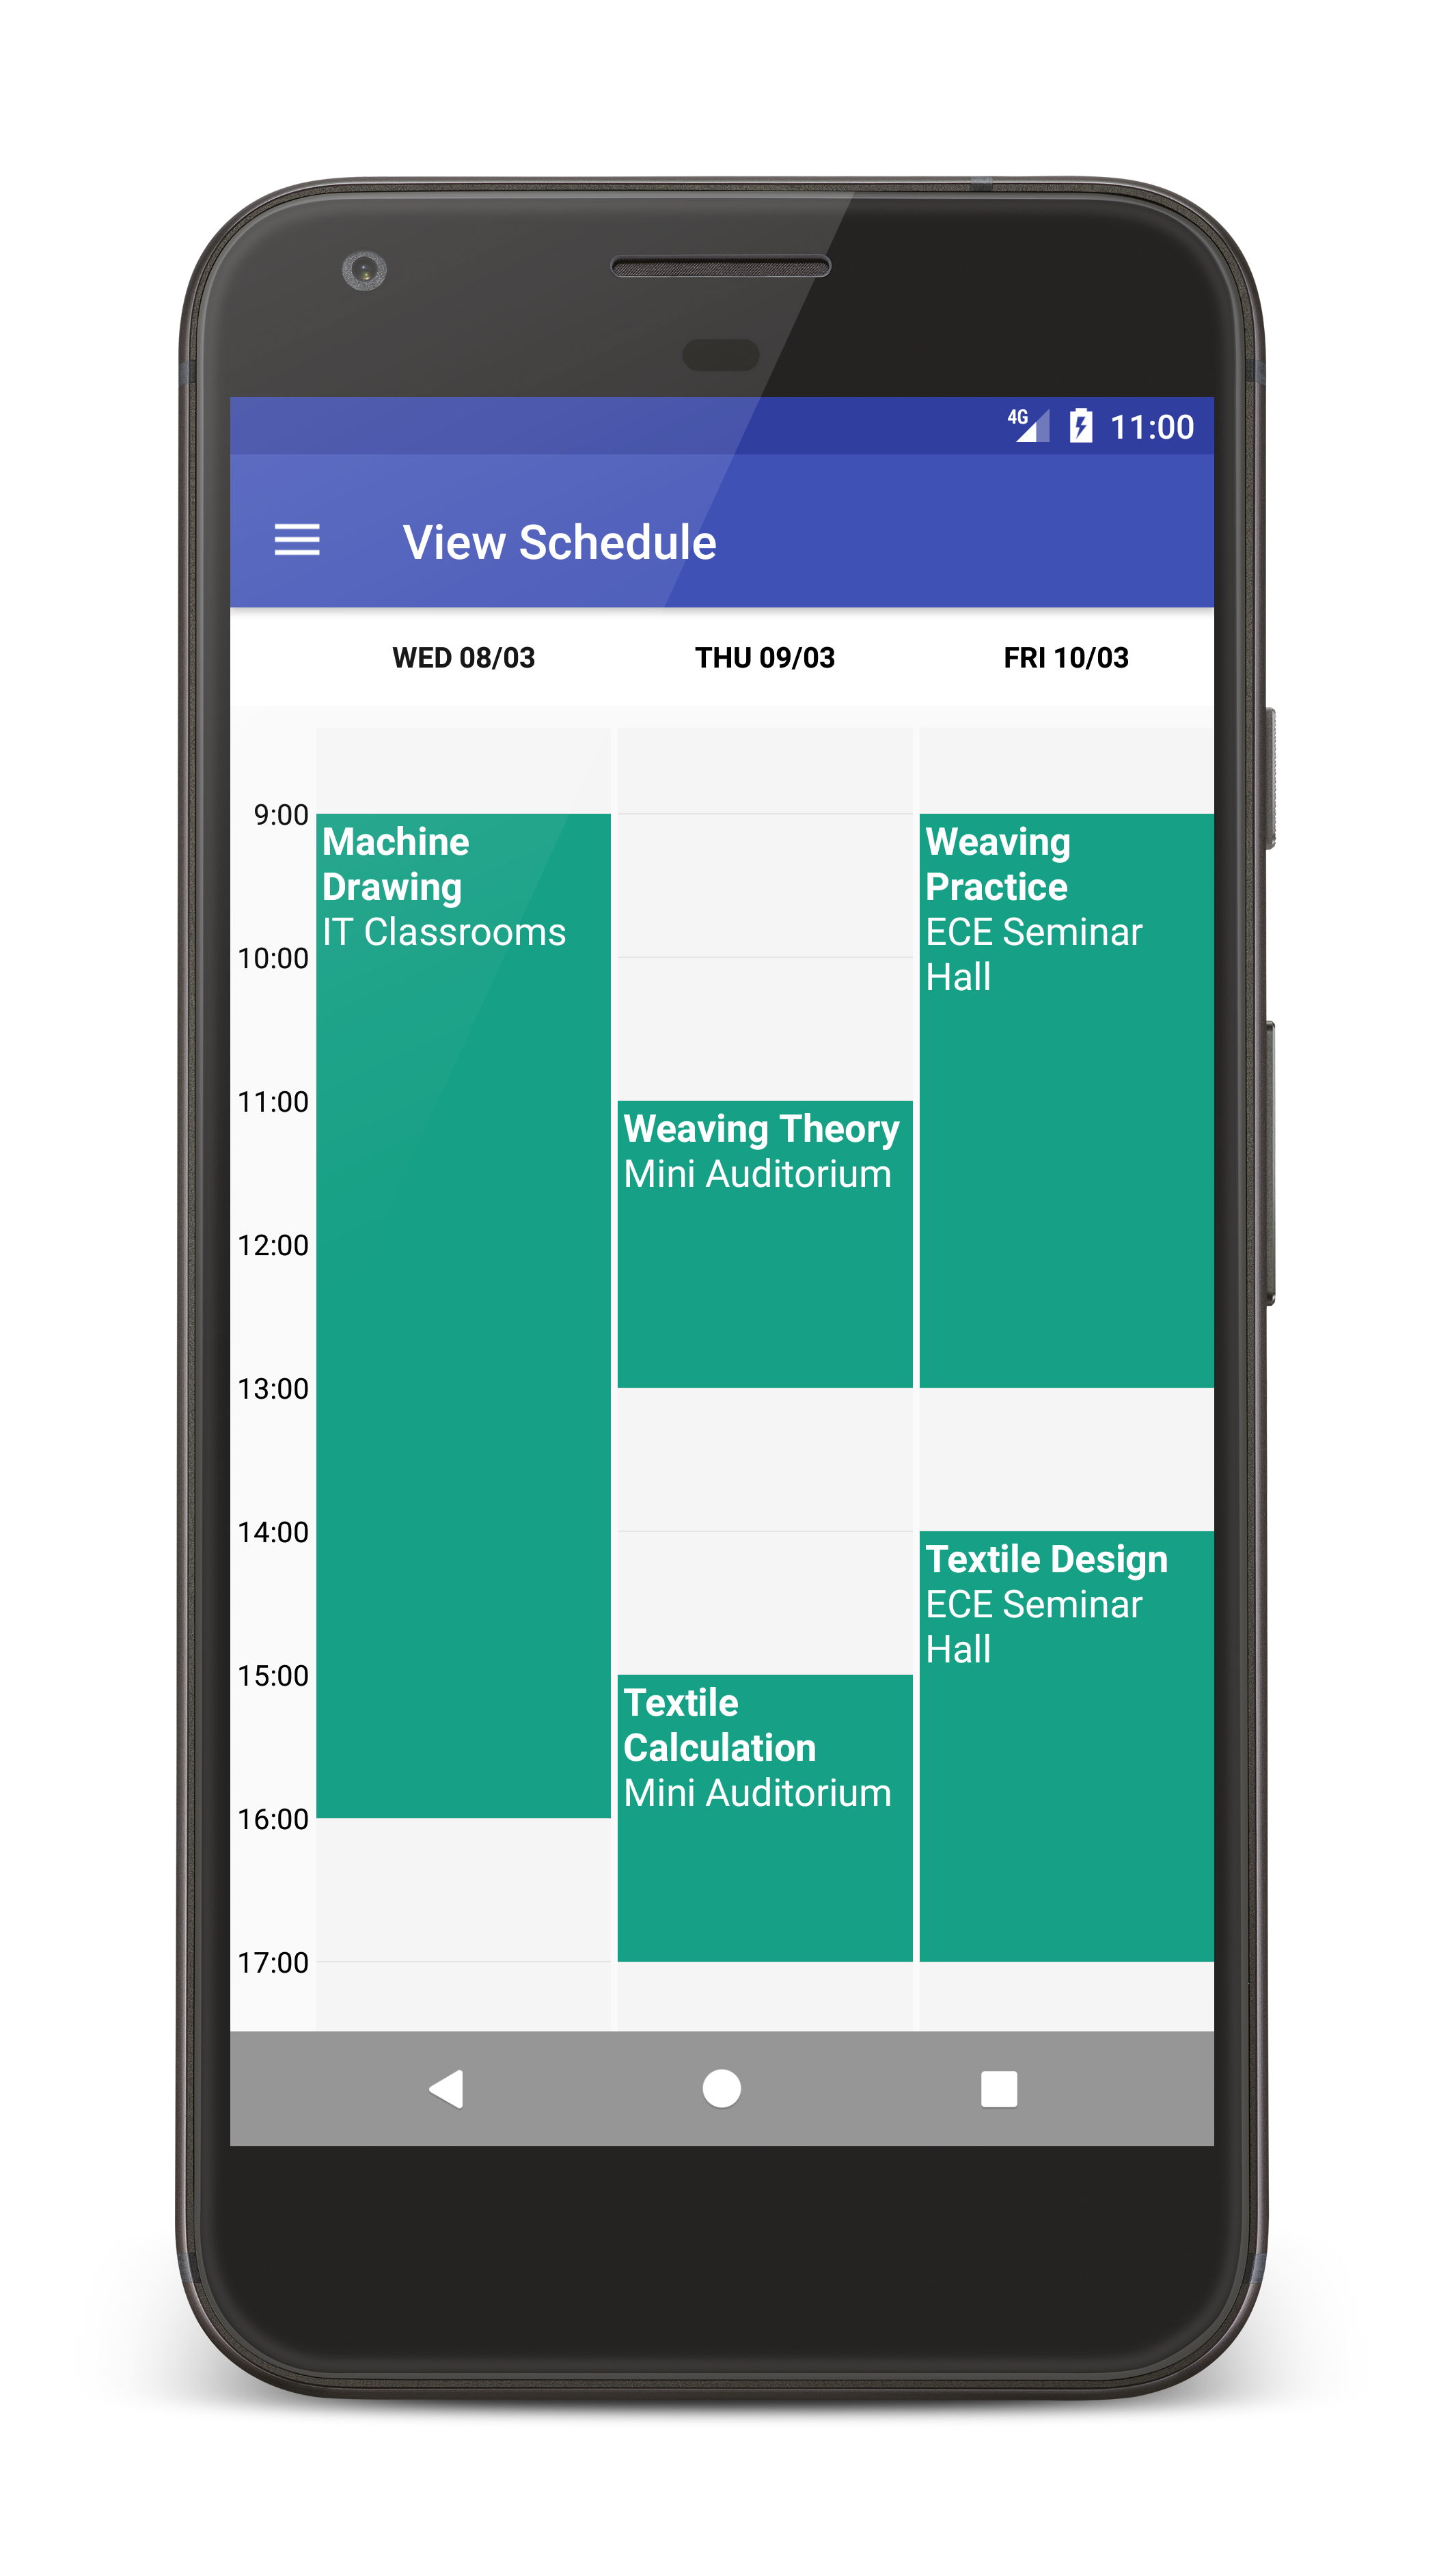 4G 11:00
View Schedule
WED 08/03 THU 09/03 FRI 10/03
9:00
10:00
11:00
12:00
13:00
14:00
15:00
16:00
17:00
Machine
Drawing
IT Classrooms
Weaving Theory
Mini Auditorium
Textile
Calculation
Mini Auditorium
Weaving
Practice
ECE Seminar
Hall
Textile Design
ECE Seminar
Hall